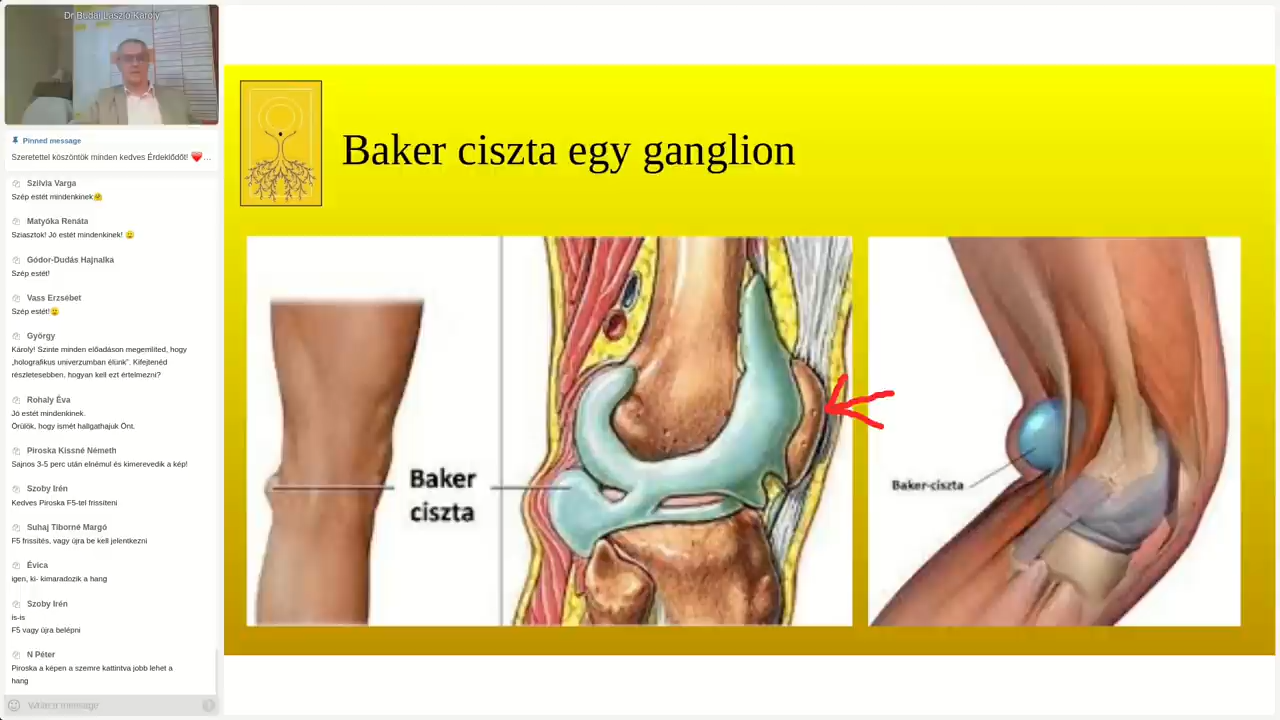 Dr Budai László Károly
Pinned message
Szeretettel köszöntök minden kedves Érdeklődőt! ❤️...
Szilvia Varga
Szép estét mindenkinek🤗
Matyóka Renáta
Sziasztok! Jó estét mindenkinek! 🙂
Gódor-Dudás Hajnalka
Szép estét!
Vass Erzsébet
Szép estét!🙂
György
Károly! Szinte minden előadáson megemlíted, hogy
„holografikus univerzumban élünk". Kifejtenéd
részletesebben, hogyan kell ezt értelmezni?
Rohaly Éva
Jó estét mindenkinek.
Örülök, hogy ismét hallgathajuk Önt.
Piroska Kissné Németh
Sajnos 3-5 perc után elnémul és kimerevedik a kép!
Szoby Irén
Kedves Piroska F5-tel frissíteni
Suhaj Tiborné Margó
F5 frissítés, vagy újra be kell jelentkezni
Évica
igen, ki- kimaradozik a hang
Szoby Irén
is-is
F5 vagy újra belépni
N Péter
Piroska a képen a szemre kattintva jobb lehet a
hang
Write a message
Baker ciszta egy ganglion
Baker
ciszta
Baker-ciszta